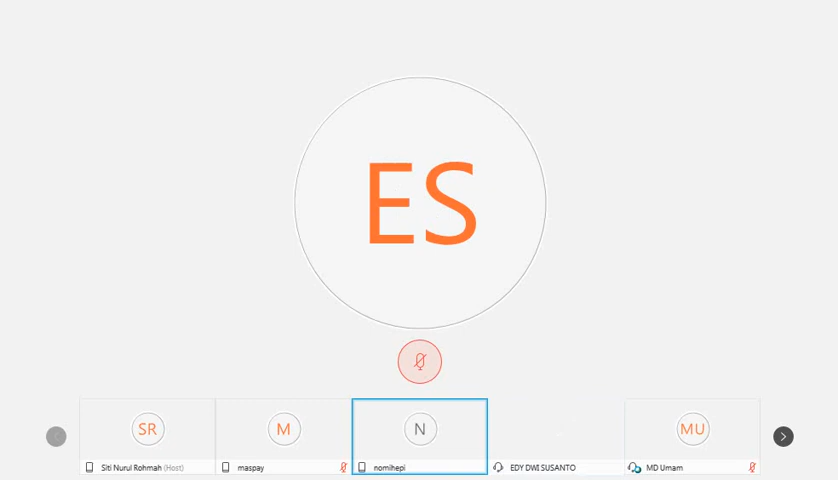 ES
SR
M
N
MU
Siti Nurul Rohmah (Host)
maspay
nomihepi
EDY DWI SUSANTO
MD Umam